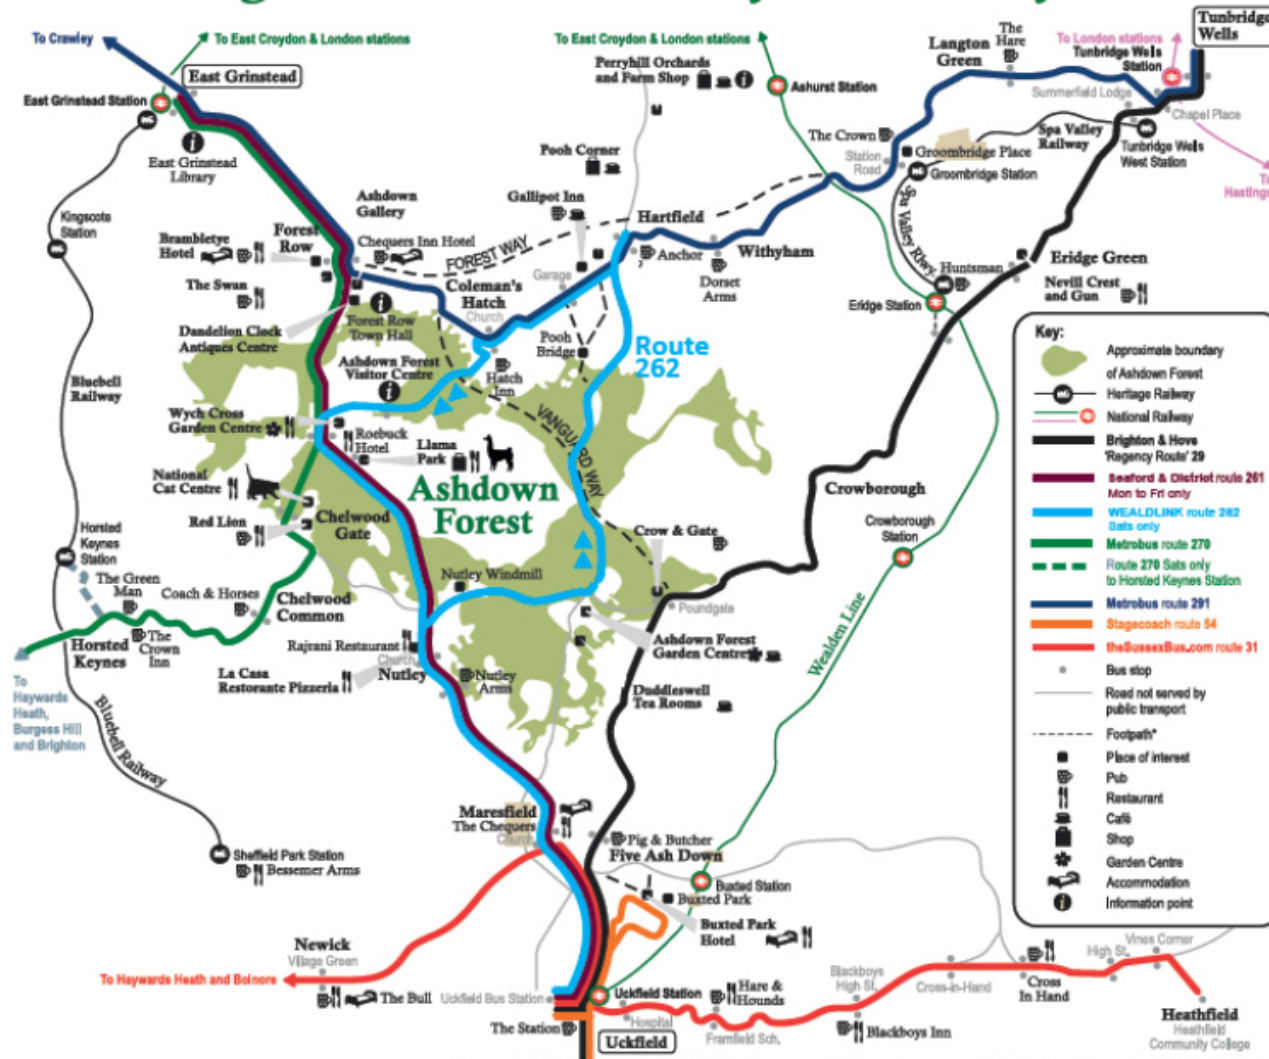 To Crawley
To East Croydon & London stations
To East Croydon & London stations
To London stations
Tunbridge
Wells
Tunbridge Wells
Station
East Grinstead
East Grinstead Station
East Grinstead
Library
Perryhill Orchards
and Farm Shop
Ashurst Station
Langton
Green
The
Hare
Summerfield Lodge
Chapel Place
Spa Valley
Railway
Tunbridge Wells
West Station
To
Hastings
The Crown
Station
Road
Groombridge Place
Groombridge Station
Spa Valley Rlwy.
Pooh Corner
Gallipot Inn
Kingscote
Station
Ashdown
Gallery
Forest
Row
Brambletye
Hotel
Chequers Inn Hotel
FOREST WAY
Hartfield
Anchor
Withyham
Dorset
Arms
Garage
The Swan
Coleman's
Hatch
Church
Huntsman
Eridge Green
Nevill Crest
and Gun
Eridge Station
Dandelion Clock
Antiques Centre
Forest Row
Town Hall
Pooh
Bridge
Route
262
Ashdown Forest
Visitor Centre
Hatch
Inn
Bluebell
Railway
VANGUARD WAY
Wych Cross
Garden Centre
Roebuck
Hotel
Llama
Park
National
Cat Centre
Ashdown
Forest
Crowborough
Crowborough
Station
Red Lion
Chelwood
Gate
Crow & Gate
Horsted
Keynes
Station
The Green
Man
Coach & Horses
Chelwood
Common
Nutley Windmill
Poundgate
Horsted
Keynes
The
Crown
Inn
Rajrani Restaurant
Church
Nutley
La Casa
Restorante Pizzeria
Nutley
Arms
Ashdown Forest
Garden Centre
Duddleswell
Tea Rooms
Wealden Line
To
Haywards
Heath,
Burgess Hill
and Brighton
Bluebell Railway
Maresfield
The Chequers
Church
Pig & Butcher
Five Ash Down
Sheffield Park Station
Bessemer Arms
Buxted Station
Buxted Park
Buxted Park
Hotel
Newick
Village Green
To Haywards Heath and Bolnore
The Bull
Uckfield Bus Station
The Station
Uckfield Station
Uckfield
Hospital
Hare &
Hounds
Framfield Sch.
Blackboys
High St.
Blackboys Inn
Cross-in-Hand
Cross
In Hand
High St.
Vines Corner
Heathfield
Heathfield
Community College
Key:
Approximate boundary
of Ashdown Forest
Heritage Railway
National Railway
Brighton & Hove
'Regency Route' 29
Seaford & District route 261
Mon to Fri only
WEALDLINK route 262
Sats only
Metrobus route 270
Route 270 Sats only
to Horsted Keynes Station
Metrobus route 291
Stagecoach route 54
theSussexBus.com route 31
Bus stop
Road not served by
public transport
Footpath*
Place of interest
Pub
Restaurant
Café
Shop
Garden Centre
Accommodation
Information point